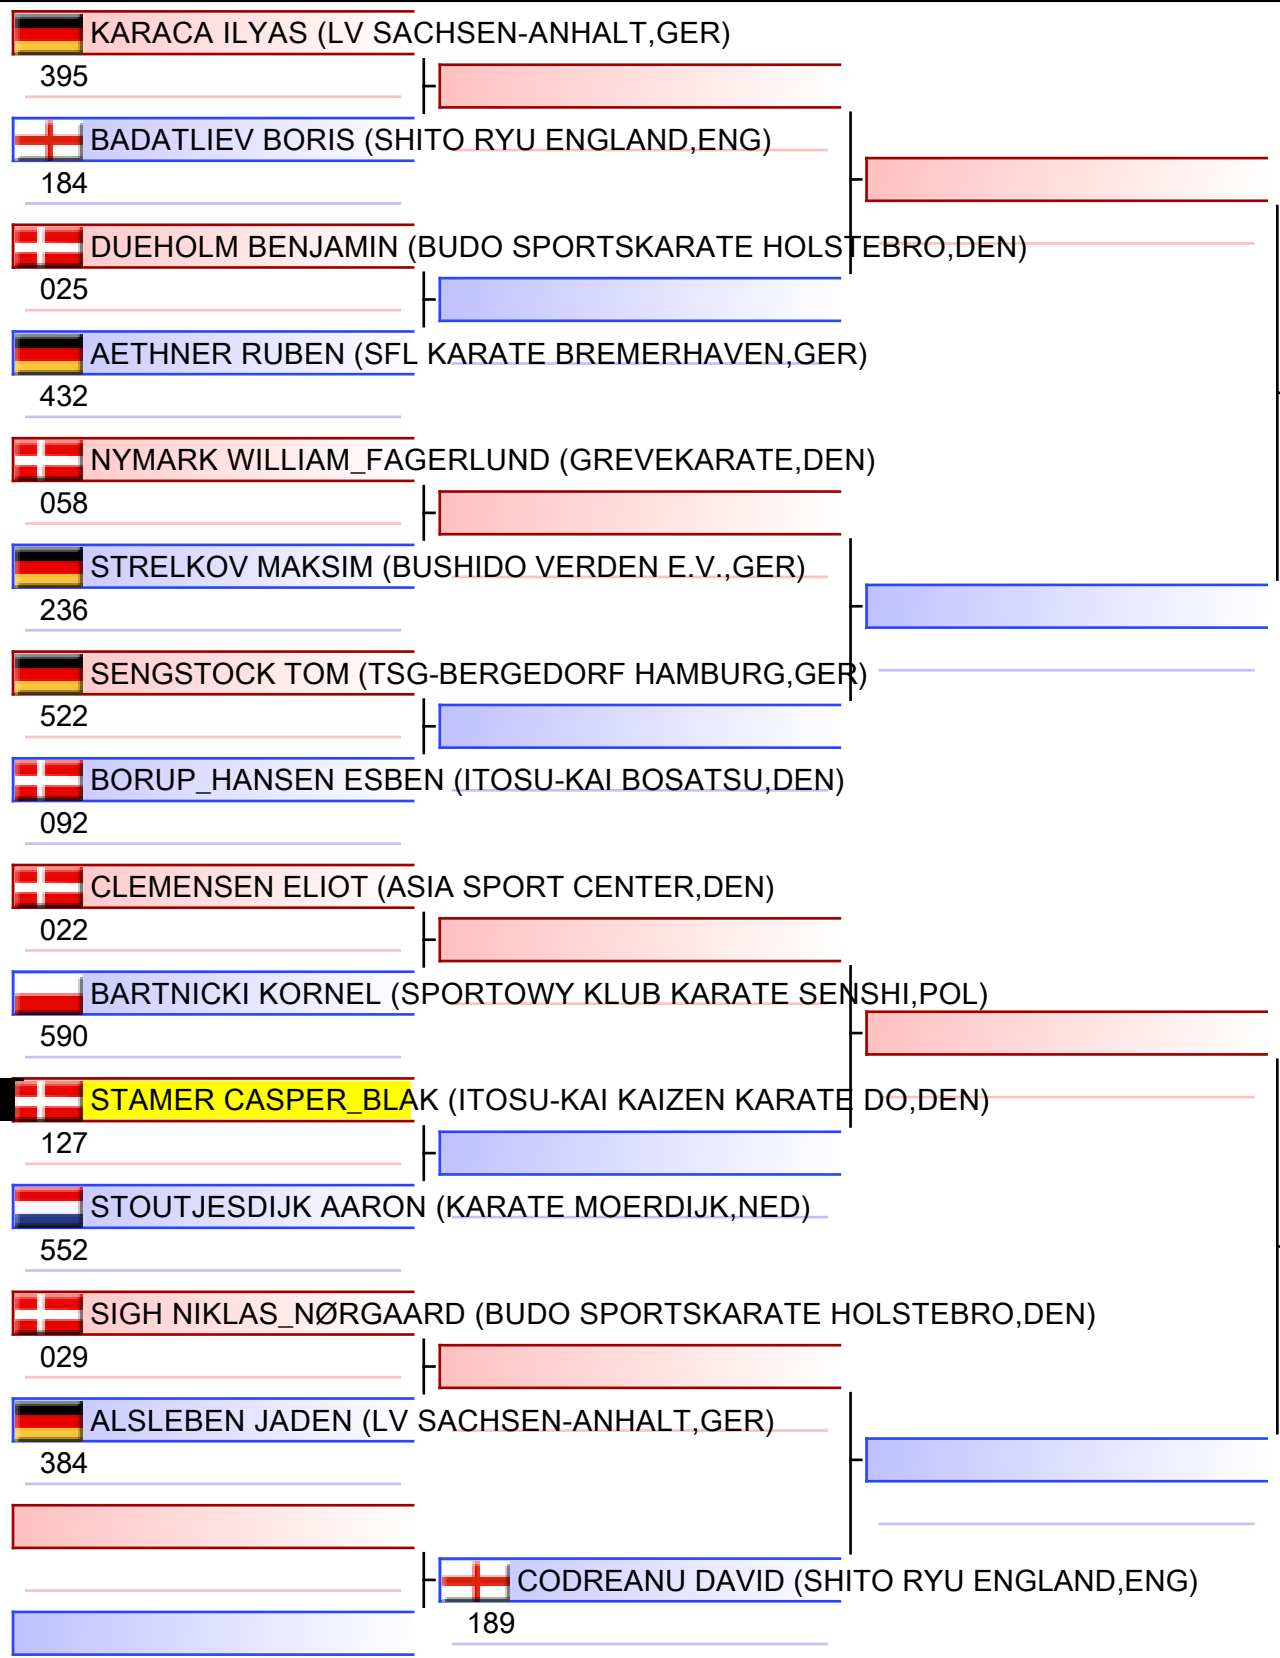 KARACA ILYAS (LV SACHSEN-ANHALT,GER)
395
BADATLIEV BORIS (SHITO RYU ENGLAND,ENG)
184
DUEHOLM BENJAMIN (BUDO SPORTSKARATE HOLSTEBRO,DEN)
025
AETHNER RUBEN (SFL KARATE BREMERHAVEN,GER)
432
NYMARK WILLIAM_FAGERLUND (GREVEKARATE,DEN)
058
STRELKOV MAKSIM (BUSHIDO VERDEN E.V.,GER)
236
SENGSTOCK TOM (TSG-BERGEDORF HAMBURG,GER)
522
BORUP_HANSEN ESBEN (ITOSU-KAI BOSATSU,DEN)
092
CLEMENSEN ELIOT (ASIA SPORT CENTER,DEN)
022
BARTNICKI KORNEL (SPORTOWY KLUB KARATE SENSHI,POL)
590
STAMER CASPER_BLAK (ITOSU-KAI KAIZEN KARATE DO,DEN)
127
STOUTJESDIJK AARON (KARATE MOERDIJK,NED)
552
SIGH NIKLAS_NØRGAARD (BUDO SPORTSKARATE HOLSTEBRO,DEN)
029
ALSLEBEN JADEN (LV SACHSEN-ANHALT,GER)
384
CODREANU DAVID (SHITO RYU ENGLAND,ENG)
189